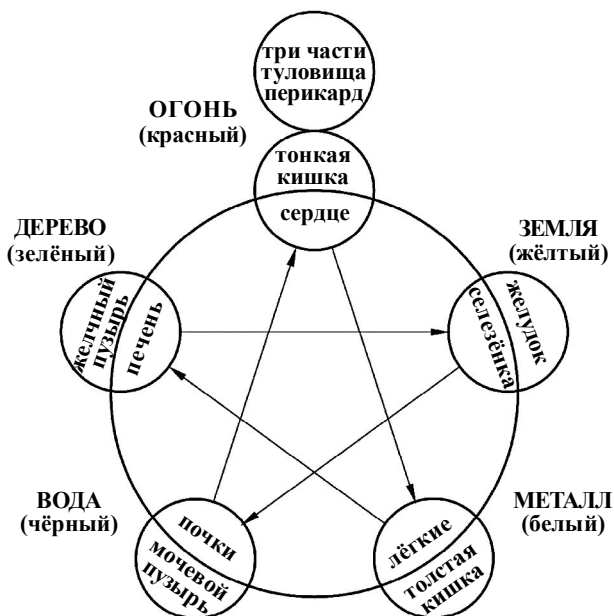 три части
туловища
перикард
ОГОНЬ
(красный)
тонкая
кишка
сердце
ДЕРЕВО
(зелёный)
желчный
пузырь
печень
ЗЕМЛЯ
(жёлтый)
селезёнка
желудок
ВОДА
(чёрный)
почки
мочевой
пузырь
МЕТАЛЛ
(белый)
лёгкие
толстая
кишка